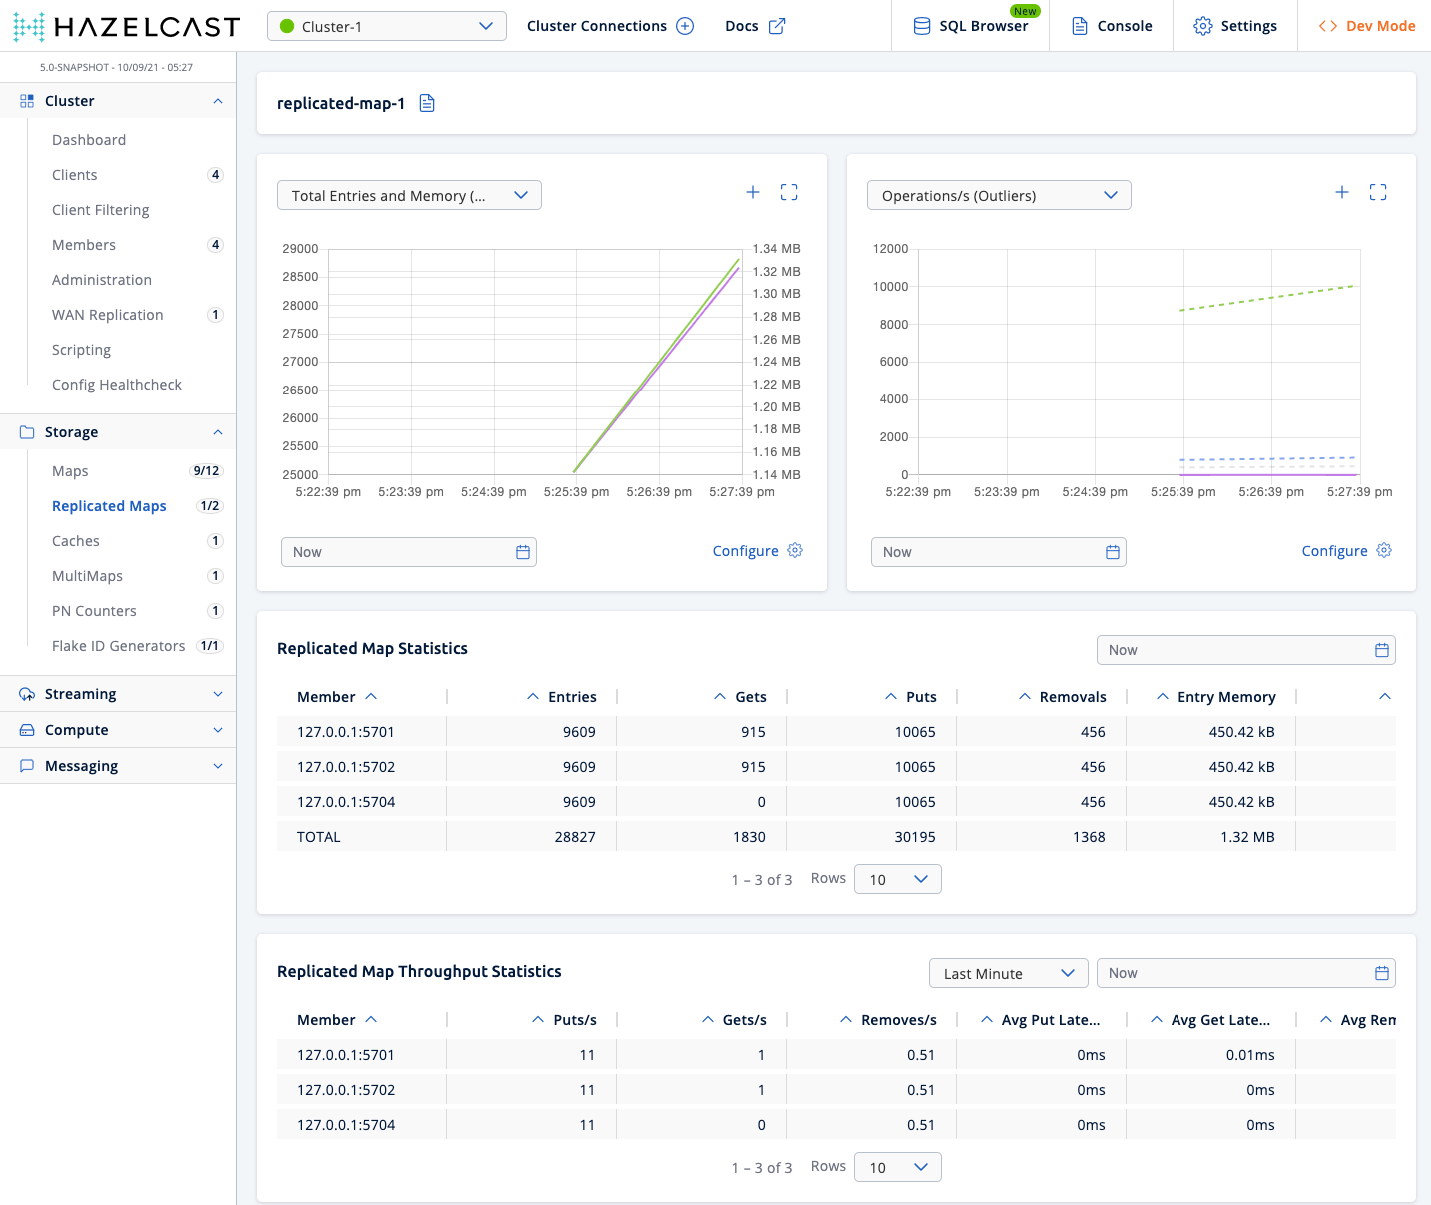 HAZELCAST
Cluster-1
Cluster Connections
Docs
SQL Browser
New
Console
Settings
Dev Mode
5.0-SNAPSHOT - 10/09/21 - 05:27
Cluster
Dashboard
Clients 4
Client Filtering
Members 4
Administration
WAN Replication 1
Scripting
Config Healthcheck
Storage
Maps 9/12
Replicated Maps 1/2
Caches 1
MultiMaps 1
PN Counters 1
Flake ID Generators 1/1
Streaming
Compute
Messaging
replicated-map-1
Total Entries and Memory (...
29000
28500
28000
27500
27000
26500
26000
25500
25000
1.34 MB
1.32 MB
1.30 MB
1.28 MB
1.26 MB
1.24 MB
1.22 MB
1.20 MB
1.18 MB
1.16 MB
1.14 MB
5:22:39 pm 5:23:39 pm 5:24:39 pm 5:25:39 pm 5:26:39 pm 5:27:39 pm
Now
Configure
Operations/s (Outliers)
12000
10000
8000
6000
4000
2000
0
5:22:39 pm 5:23:39 pm 5:24:39 pm 5:25:39 pm 5:26:39 pm 5:27:39 pm
Now
Configure
Replicated Map Statistics
Now
Member Entries Gets Puts Removals Entry Memory
127.0.0.1:5701 9609 915 10065 456 450.42 kB
127.0.0.1:5702 9609 915 10065 456 450.42 kB
127.0.0.1:5704 9609 0 10065 456 450.42 kB
TOTAL 28827 1830 30195 1368 1.32 MB
1 – 3 of 3 Rows 10
Replicated Map Throughput Statistics
Last Minute
Now
Member Puts/s Gets/s Removes/s Avg Put Late... Avg Get Late... Avg Rem
127.0.0.1:5701 11 1 0.51 0ms 0.01ms
127.0.0.1:5702 11 1 0.51 0ms 0ms
127.0.0.1:5704 11 0 0.51 0ms 0ms
1 – 3 of 3 Rows 10